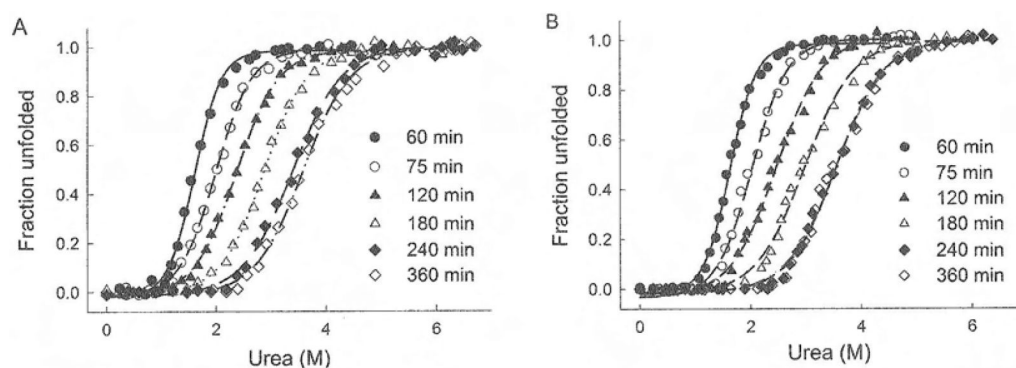 A
Fraction unfolded
1.0
0.8
0.6
0.4
0.2
0.0
60 min
75 min
120 min
180 min
240 min
360 min
0 2 4 6
Urea (M)
B
Fraction unfolded
1.0
0.8
0.6
0.4
0.2
0.0
60 min
75 min
120 min
180 min
240 min
360 min
0 2 4 6
Urea (M)